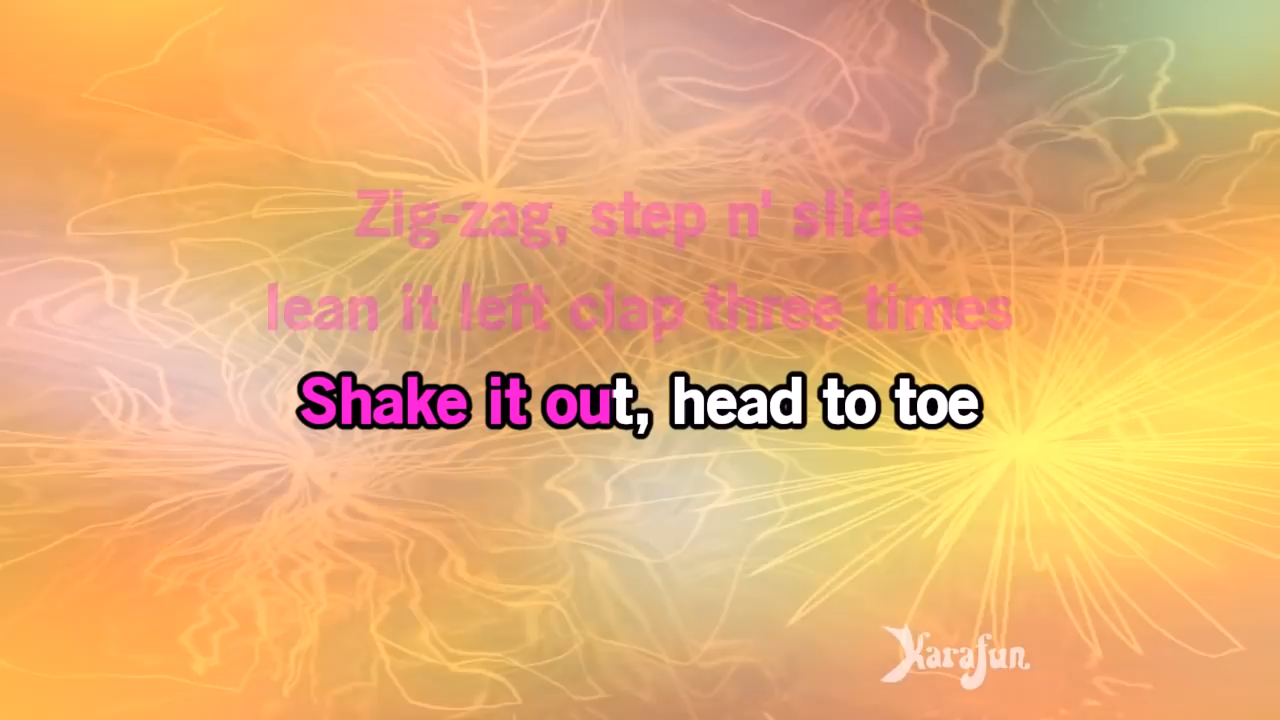 Zig-zag, step n' slide
lean it left clap three times
Shake it out, head to toe
Karafun